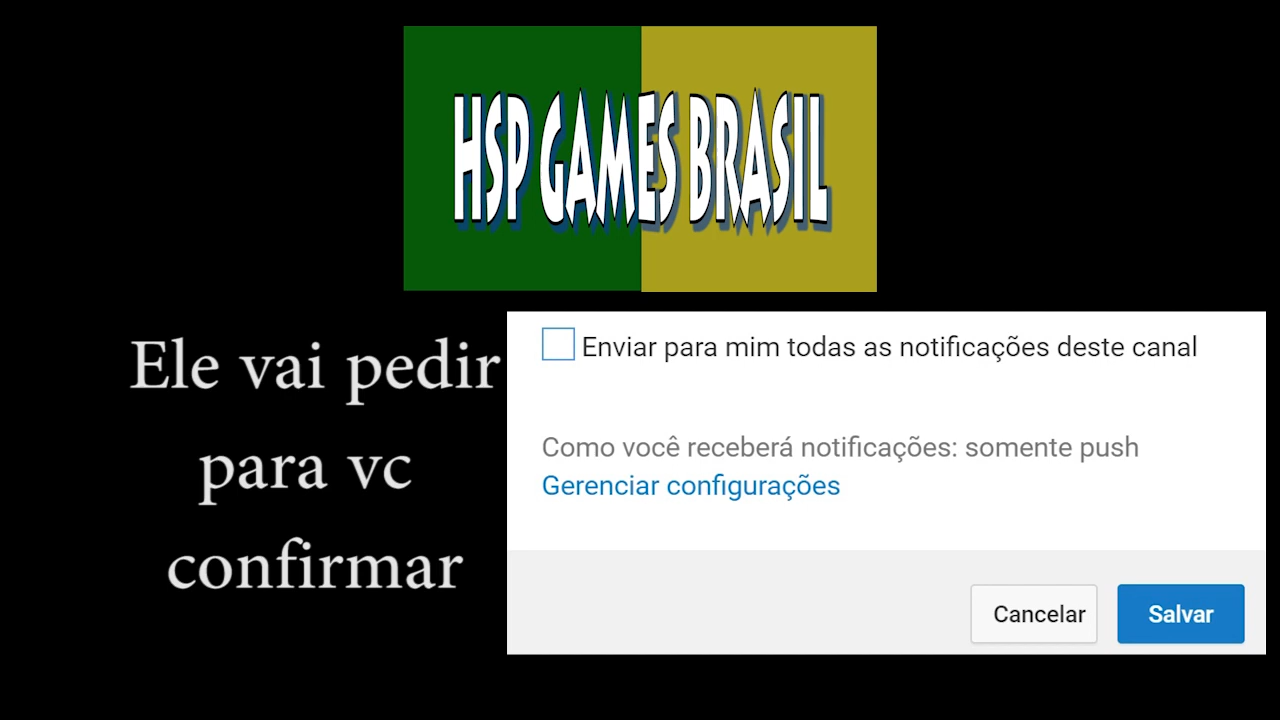 HSP GAMES BRASIL
Ele vai pedir
para vc
confirmar
Enviar para mim todas as notificações deste canal
Como você receberá notificações: somente push
Gerenciar configurações
Cancelar
Salvar